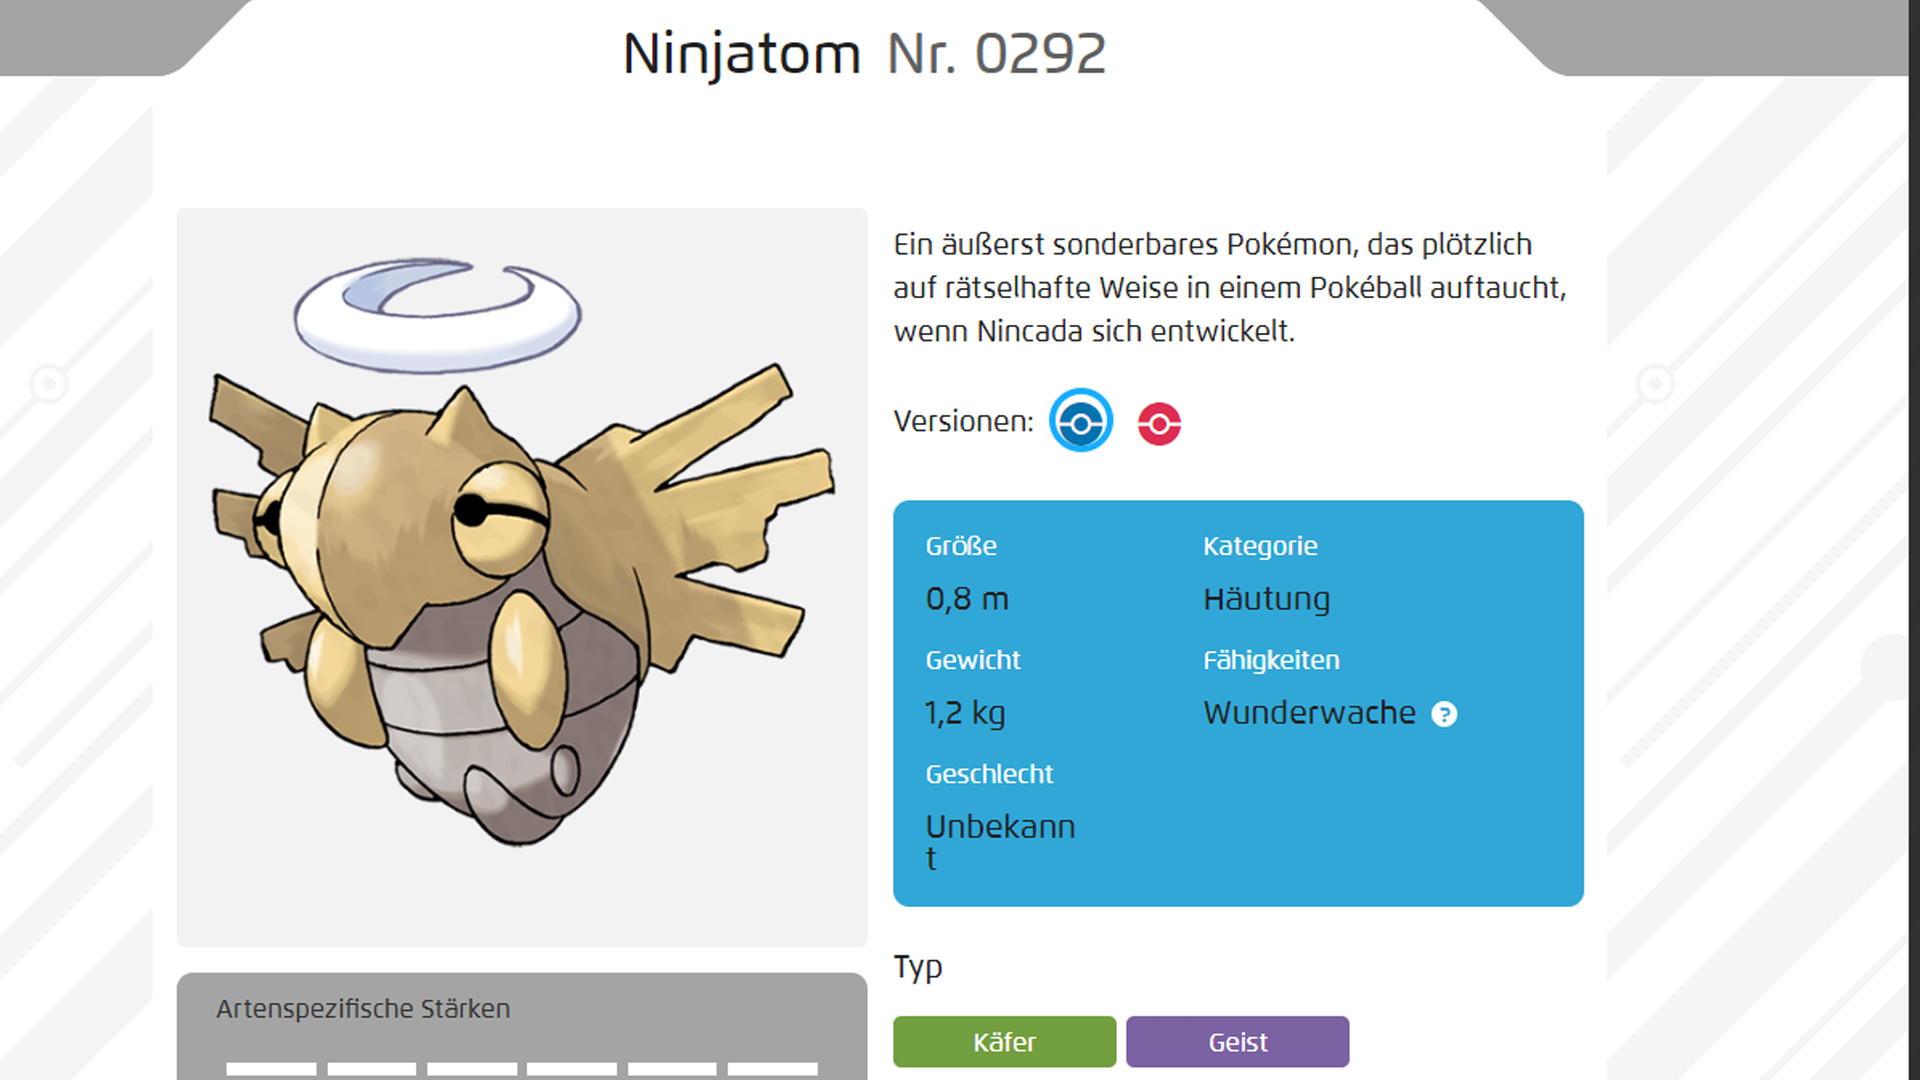 Ninjatom Nr. 0292
Ein äußerst sonderbares Pokémon, das plötzlich
auf rätselhafte Weise in einem Pokéball auftaucht,
wenn Nincada sich entwickelt.
Versionen:
Größe
0,8 m
Gewicht
1,2 kg
Geschlecht
Unbekann
t
Kategorie
Häutung
Fähigkeiten
Wunderwache ?
Typ
Käfer Geist
Artenspezifische Stärken